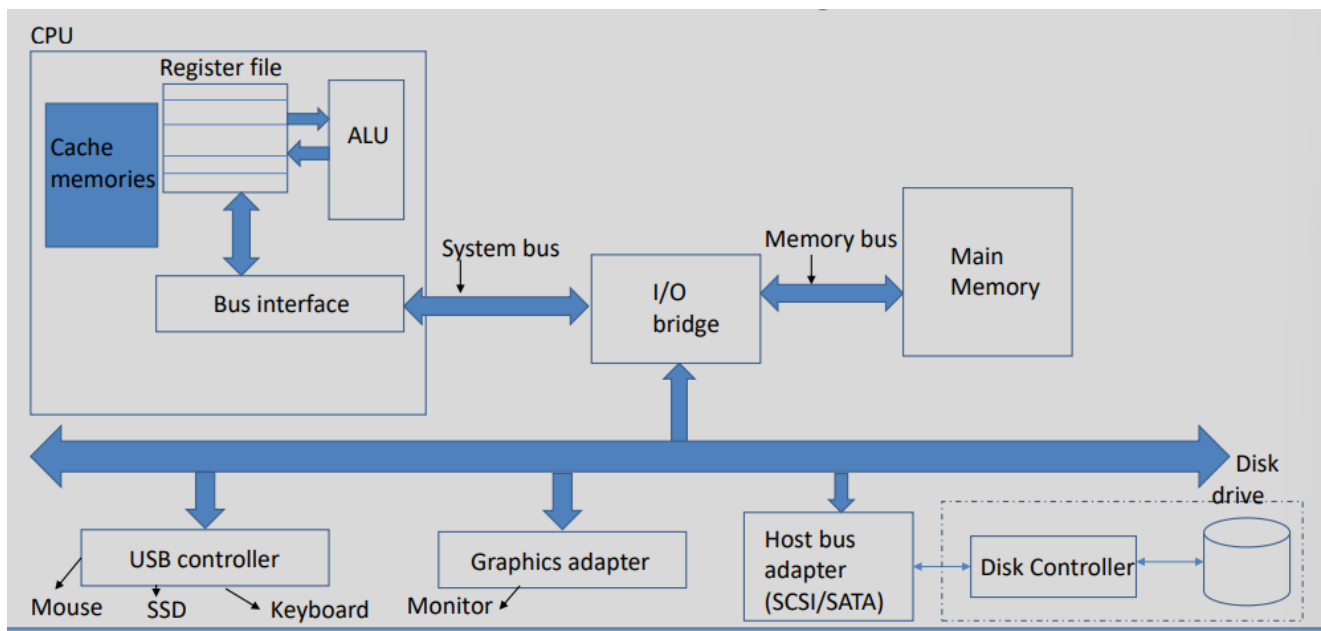 CPU
Register file
Cache
memories
ALU
Bus interface
System bus
I/O
bridge
Memory bus
Main
Memory
Disk
drive
USB controller
Mouse
SSD
Keyboard
Graphics adapter
Monitor
Host bus
adapter
(SCSI/SATA)
Disk Controller